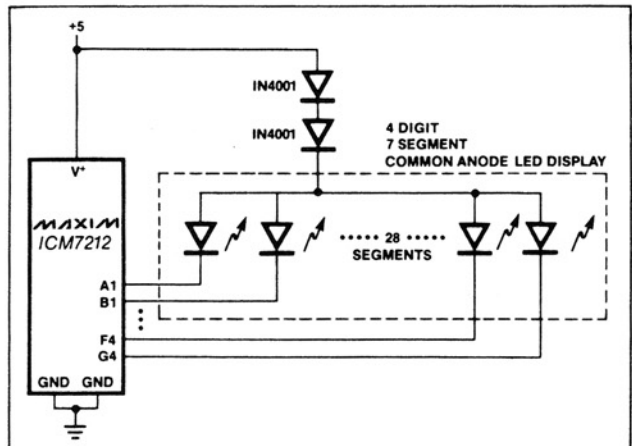 +5
IN4001
IN4001
4 DIGIT
7 SEGMENT
COMMON ANODE LED DISPLAY
V+
MAXIM
ICM7212
28
SEGMENTS
A1
B1
F4
G4
GND GND